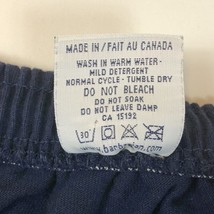 MADE IN / FAIT AU CANADA
WASH IN WARM WATER-
MILD DETERGENT
NORMAL CYCLE - TUMBLE DRY
DO NOT BLEACH
DO NOT SOAK
DO NOT LEAVE DAMP
CA 15192
30